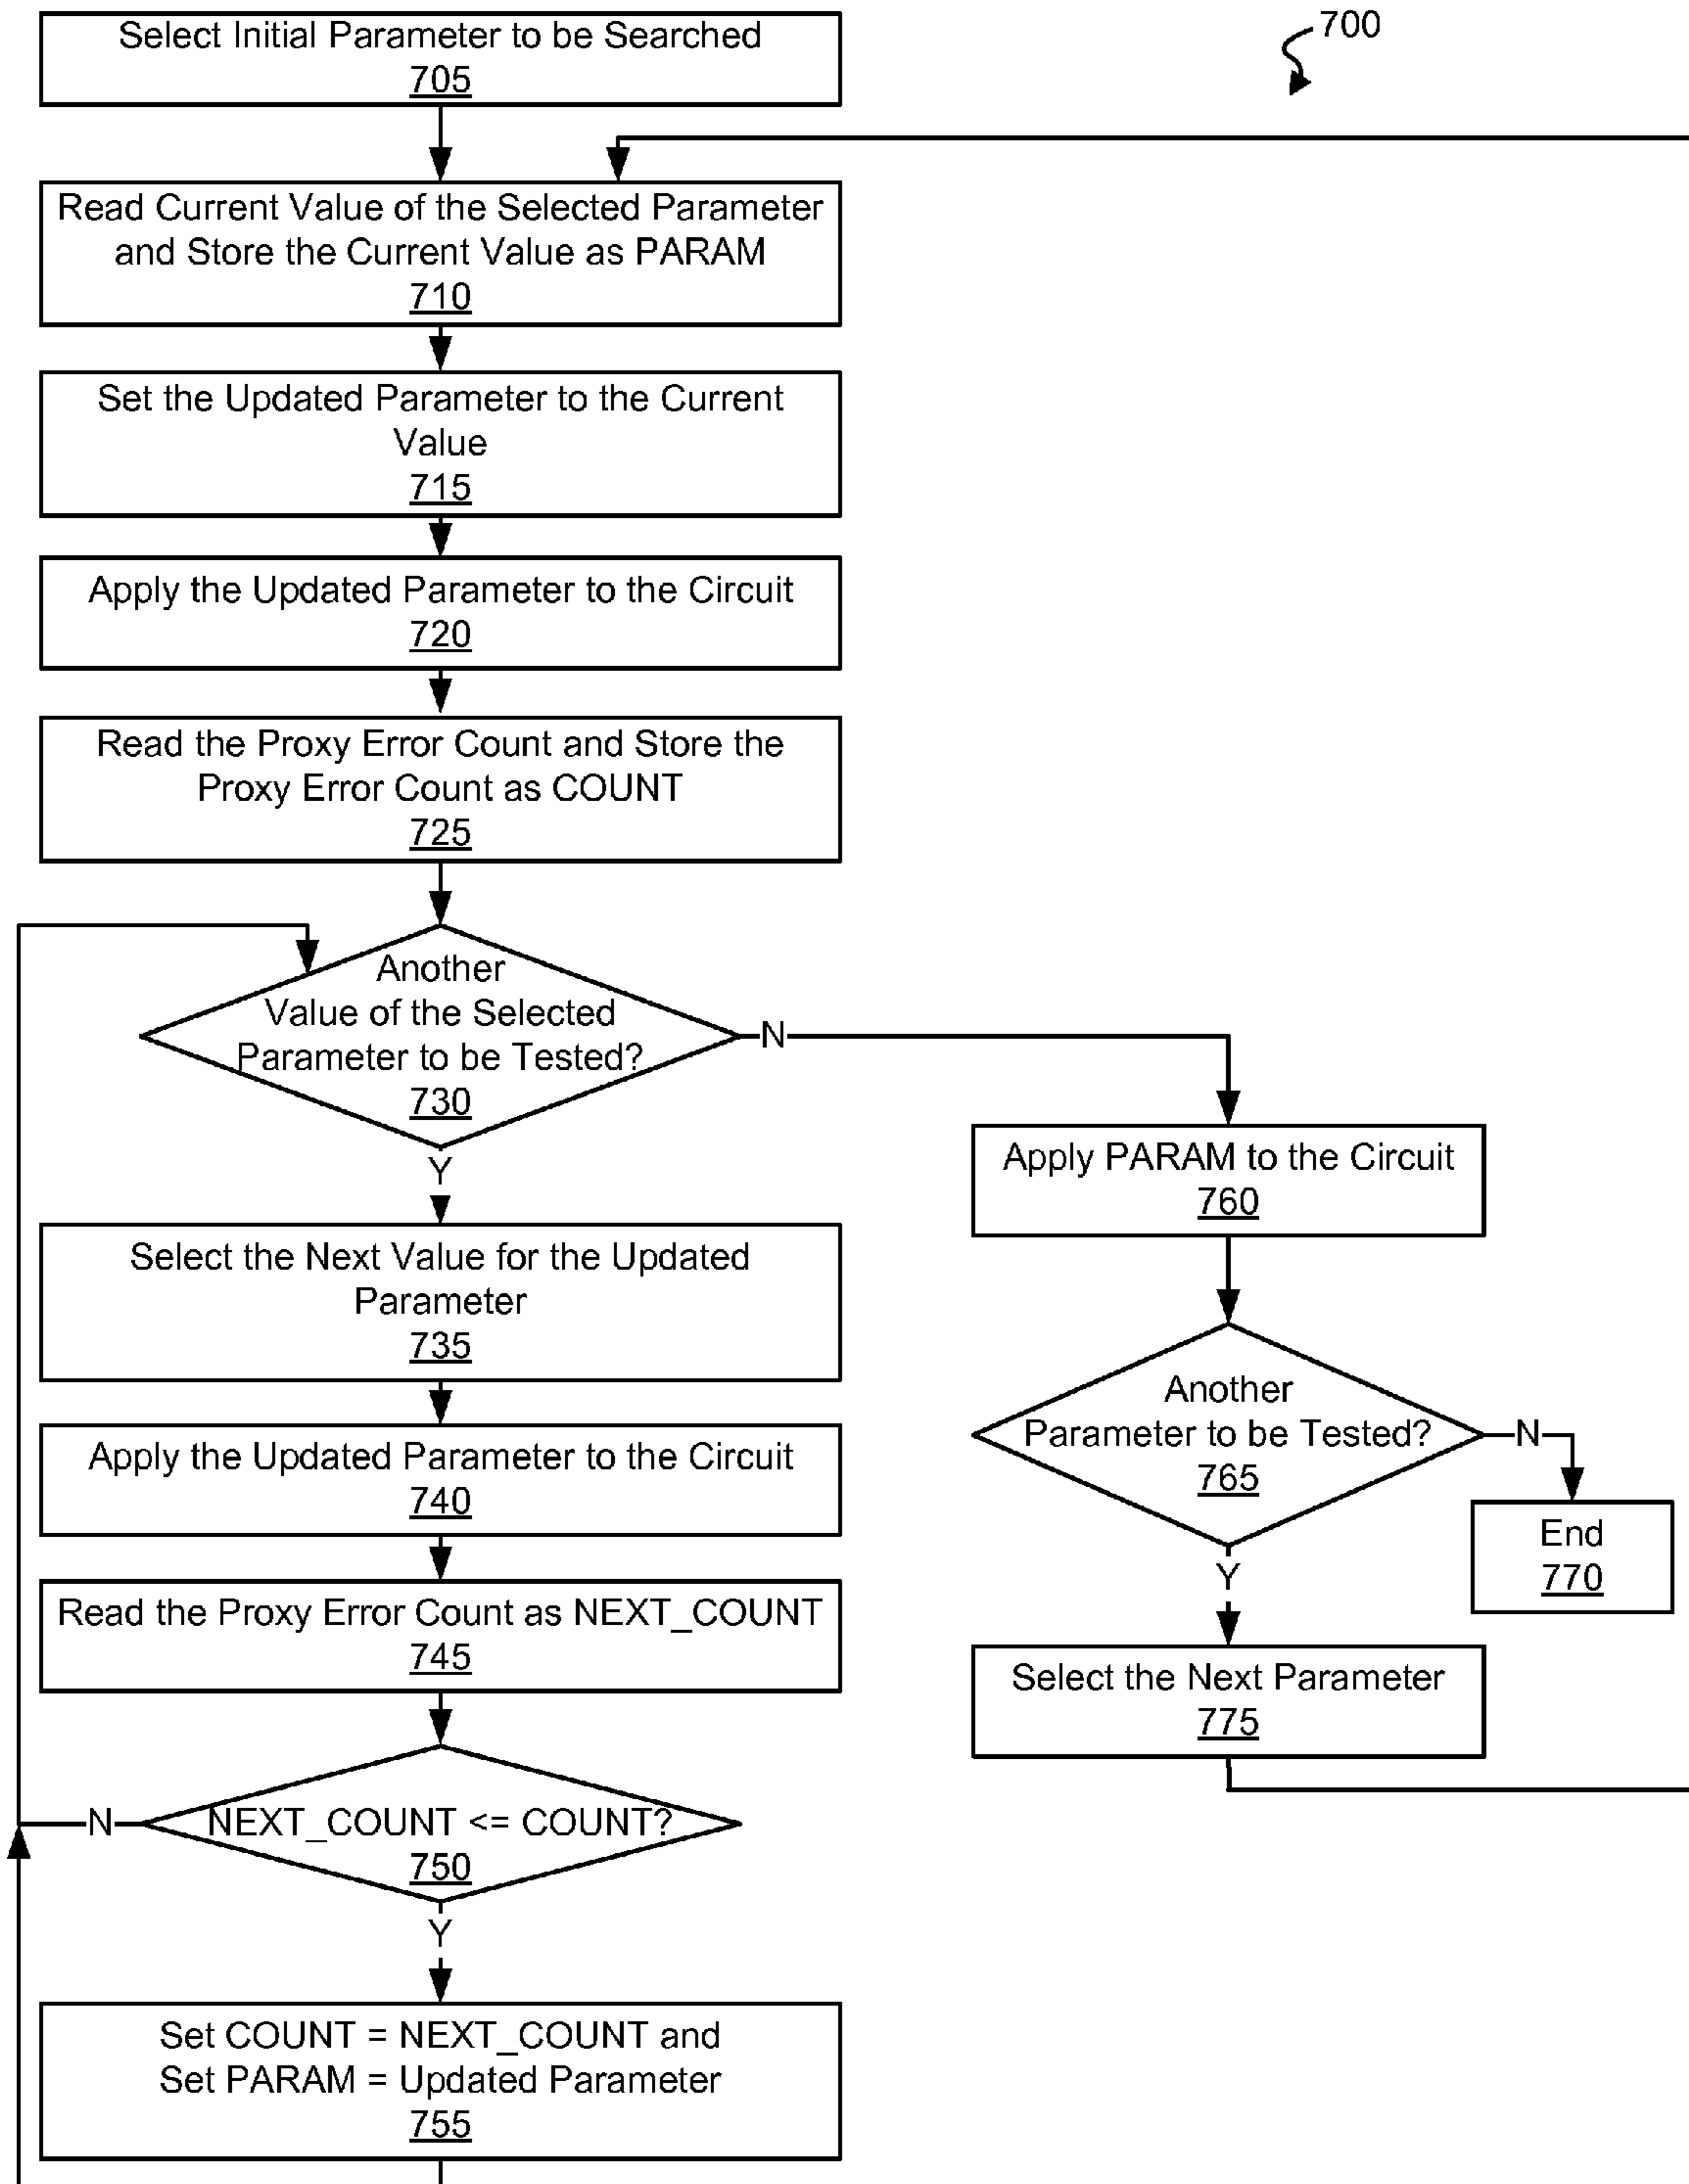 Select Initial Parameter to be Searched
705
700
Read Current Value of the Selected Parameter
and Store the Current Value as PARAM
710
Set the Updated Parameter to the Current
Value
715
Apply the Updated Parameter to the Circuit
720
Read the Proxy Error Count and Store the
Proxy Error Count as COUNT
725
Another
Value of the Selected
Parameter to be Tested?
730
N
Y
Select the Next Value for the Updated
Parameter
735
Apply the Updated Parameter to the Circuit
740
Read the Proxy Error Count as NEXT_COUNT
745
NEXT_COUNT <= COUNT?
750
N
Y
Set COUNT = NEXT_COUNT and
Set PARAM = Updated Parameter
755
Apply PARAM to the Circuit
760
Another
Parameter to be Tested?
765
N
Y
End
770
Select the Next Parameter
775